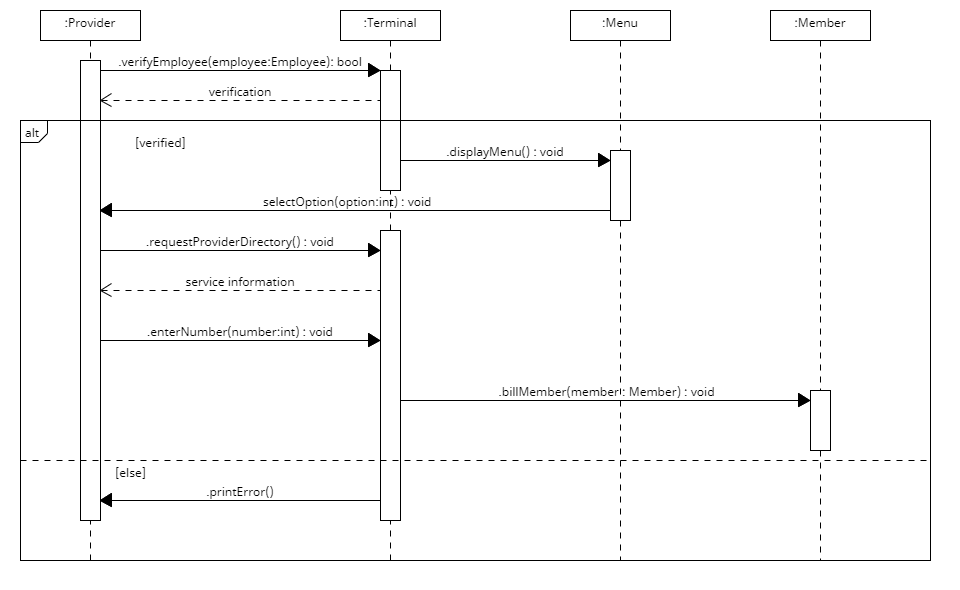 :Provider
:Terminal
:Menu
:Member
.verifyEmployee(employee:Employee): bool
verification
alt
[verified]
.displayMenu() : void
selectOption(option:int) : void
.requestProviderDirectory() : void
service information
.enterNumber(number:int) : void
.billMember(member : Member) : void
[else]
.printError()